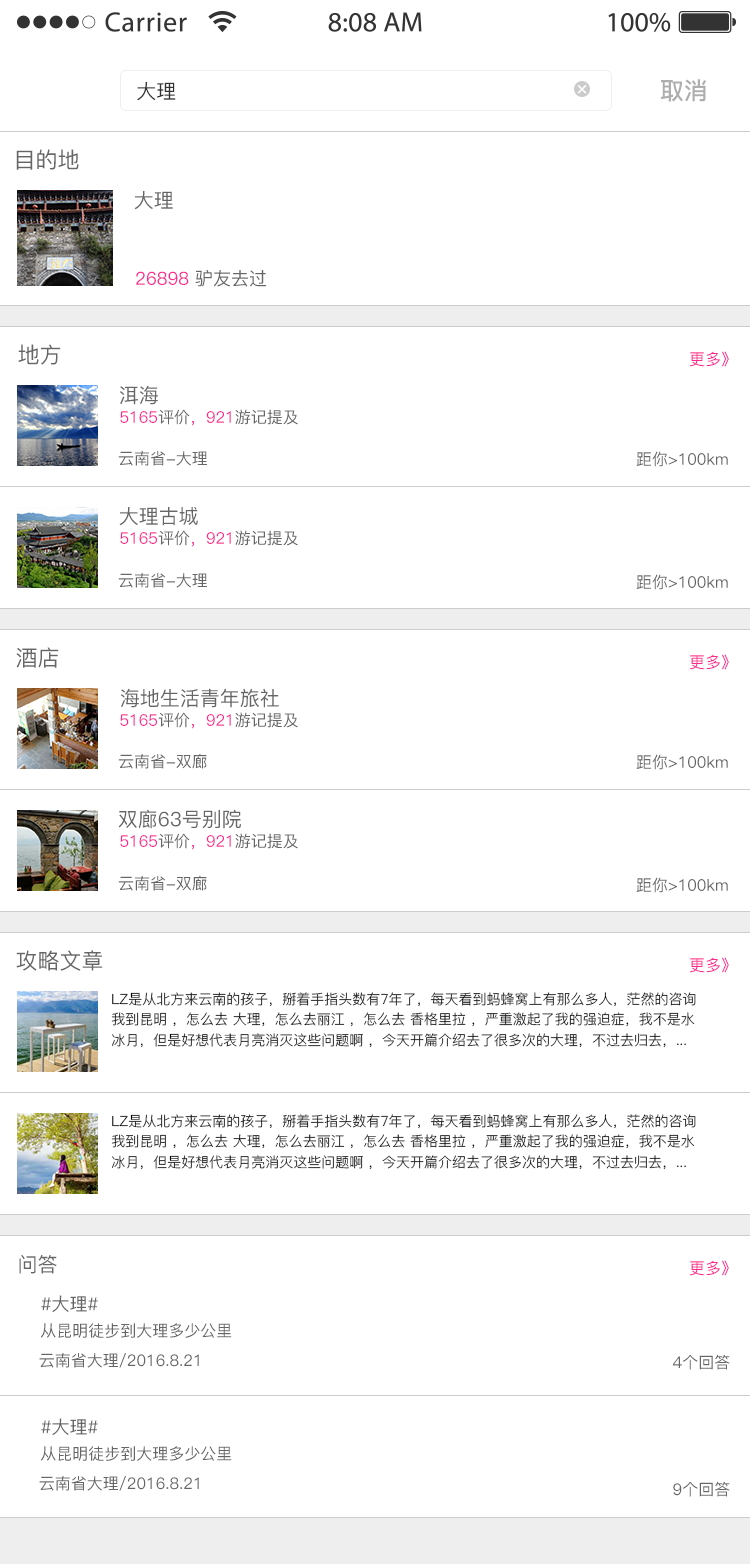 Carrier 8:08 AM 100%
大理 取消
目的地
大理
26898 驴友去过
地方 更多》
洱海
5165评价，921游记提及
云南省-大理 距你>100km
大理古城
5165评价，921游记提及
云南省-大理 距你>100km
酒店 更多》
海地生活青年旅社
5165评价，921游记提及
云南省-双廊 距你>100km
双廊63号别院
5165评价，921游记提及
云南省-双廊 距你>100km
攻略文章 更多》
LZ是从北方来云南的孩子，掰着手指头数有7年了，每天看到蚂蜂窝上有那么多人，茫然的咨询
我到昆明 ，怎么去 大理，怎么去丽江 ，怎么去 香格里拉 ，严重激起了我的强迫症，我不是水
冰月，但是好想代表月亮消灭这些问题啊 ，今天开篇介绍去了很多次的大理，不过去归去，...
LZ是从北方来云南的孩子，掰着手指头数有7年了，每天看到蚂蜂窝上有那么多人，茫然的咨询
我到昆明 ，怎么去 大理，怎么去丽江 ，怎么去 香格里拉 ，严重激起了我的强迫症，我不是水
冰月，但是好想代表月亮消灭这些问题啊 ，今天开篇介绍去了很多次的大理，不过去归去，...
问答 更多》
#大理#
从昆明徒步到大理多少公里
云南省大理/2016.8.21 4个回答
#大理#
从昆明徒步到大理多少公里
云南省大理/2016.8.21 9个回答